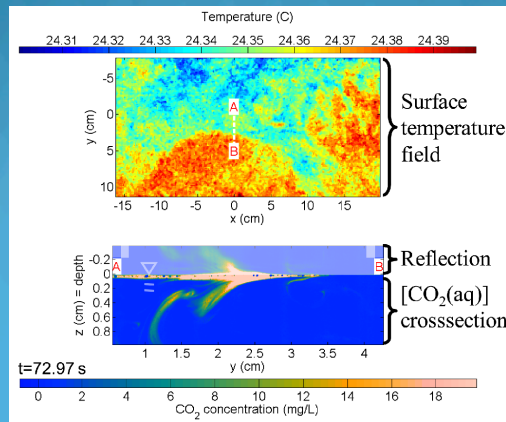 Temperature (C)
24.31 24.32 24.33 24.34 24.35 24.36 24.37 24.38 24.39
-5
0
5
10
y (cm)
A
B
-15 -10 -5 0 5 10 15
x (cm)
Surface
temperature
field
A
B
-0.2
0
0.2
0.4
0.6
0.8
z (cm) = depth
1 1.5 2 2.5 3 3.5 4
y (cm)
Reflection
[CO2(aq)]
crosssection
t=72.97 s
0 2 4 6 8 10 12 14 16 18
CO2 concentration (mg/L)